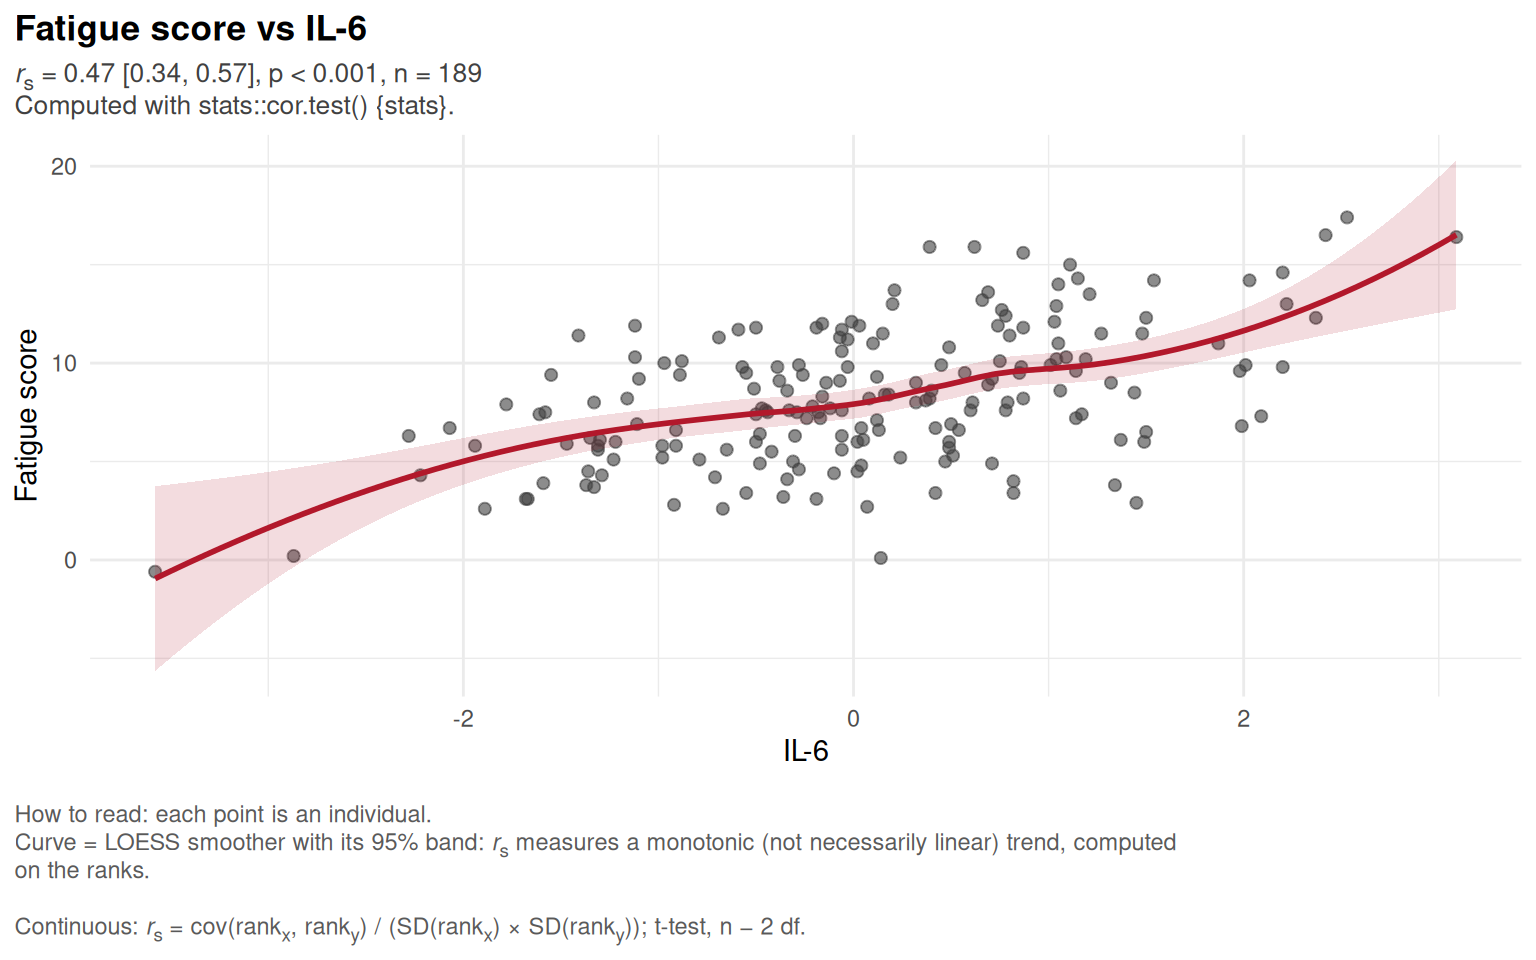 Fatigue score vs IL-6
rs = 0.47 [0.34, 0.57], p < 0.001, n = 189
Computed with stats::cor.test() {stats}.
Fatigue score
20
10
0
-2
0
2
IL-6
How to read: each point is an individual.
Curve = LOESS smoother with its 95% band: rs measures a monotonic (not necessarily linear) trend, computed
on the ranks.
Continuous: rs = cov(rankx, ranky) / (SD(rankx) × SD(ranky)); t-test, n − 2 df.